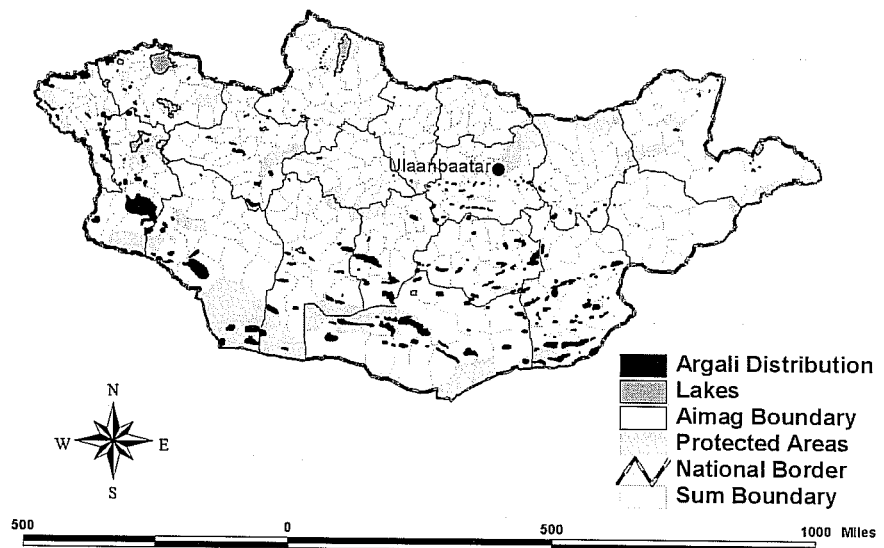 Ulaanbaatar
Argali Distribution
Lakes
Aimag Boundary
Protected Areas
National Border
Sum Boundary
N
W E
S
500 0 500 1000 Miles